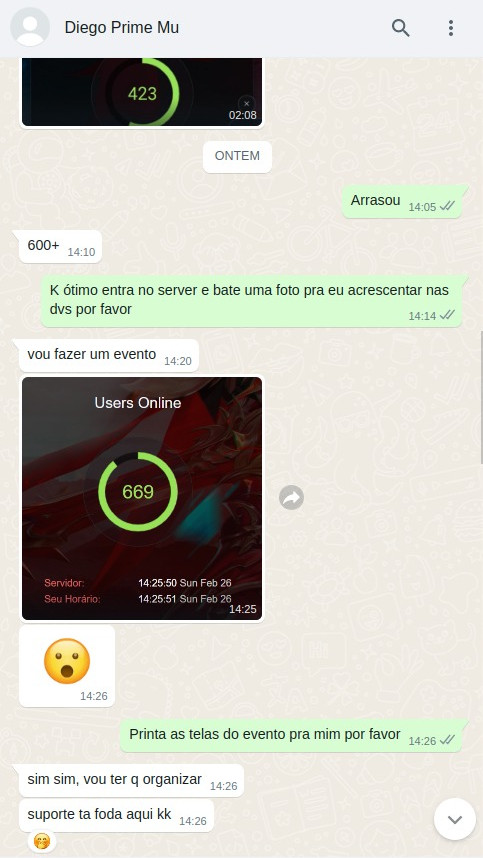 Diego Prime Mu
423
02:08
ONTEM
Arrasou 14:05
600+ 14:10
K ótimo entra no server e bate uma foto pra eu acrescentar nas
dvs por favor 14:14
vou fazer um evento 14:20
Users Online
669
Servidor: 14:25:50 Sun Feb 26
Seu Horário: 14:25:51 Sun Feb 26
14:25
14:26
Printa as telas do evento pra mim por favor 14:26
sim sim, vou ter q organizar 14:26
suporte ta foda aqui kk 14:26